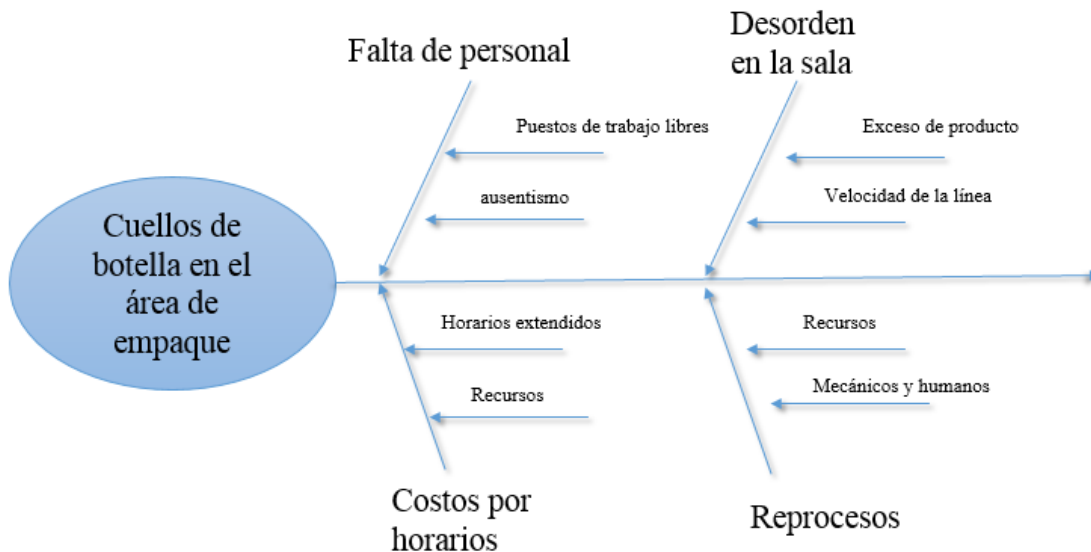 Falta de personal
Desorden
en la sala
Puestos de trabajo libres
Exceso de producto
ausentismo
Velocidad de la línea
Cuellos de
botella en el
área de
empaque
Horarios extendidos
Recursos
Recursos
Mecánicos y humanos
Costos por
horarios
Reprocesos